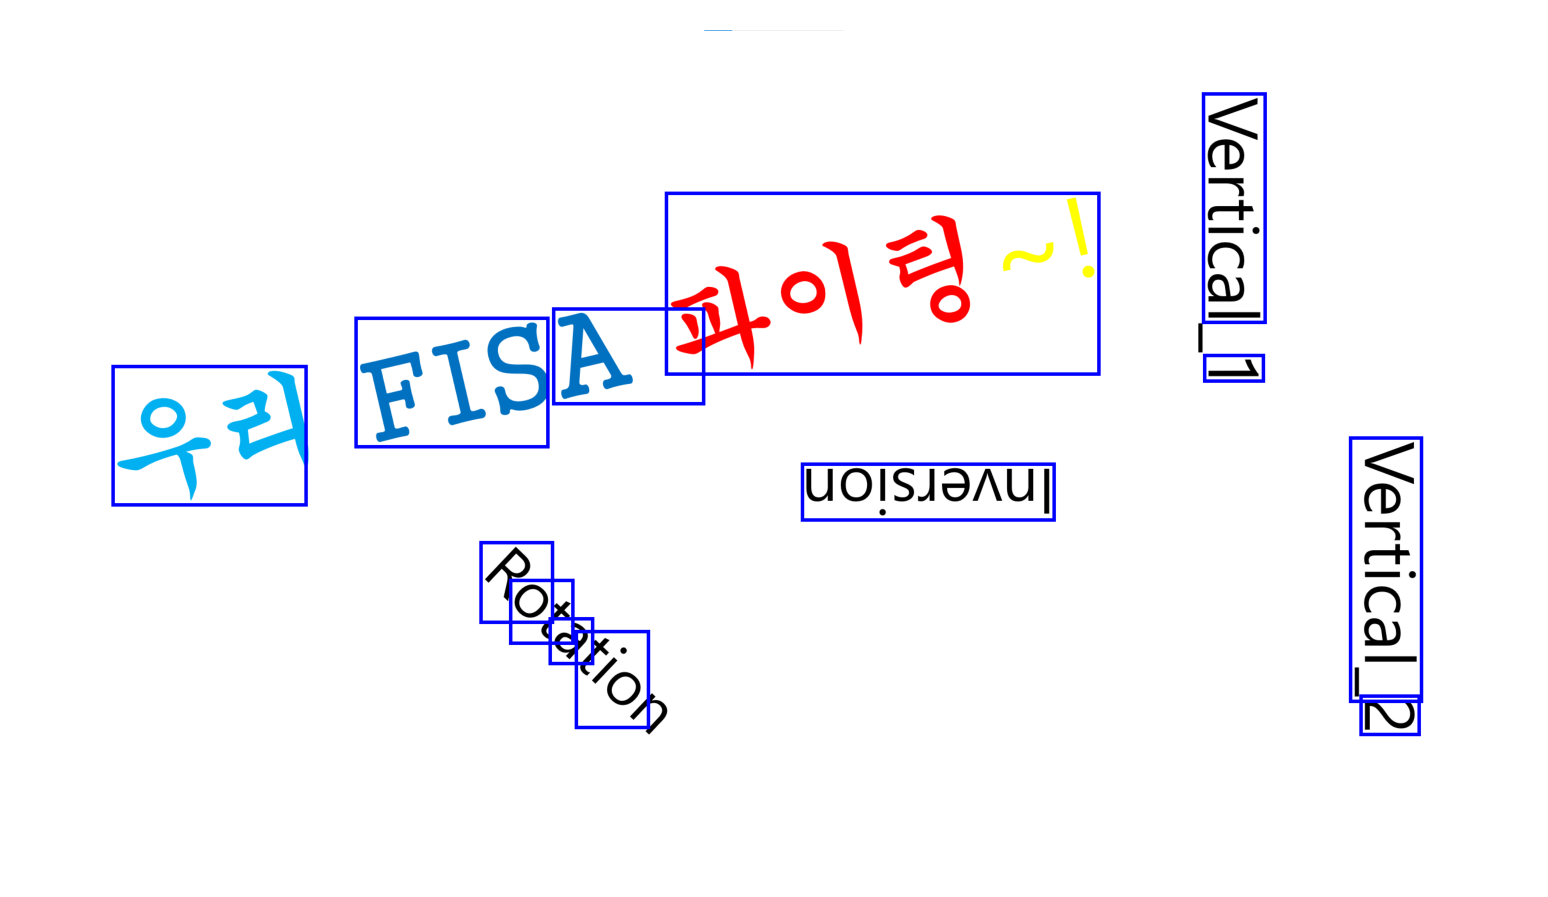 우리 FISA 파이팅~!
Vertical_1
Inversion
Vertical_2
Rotation